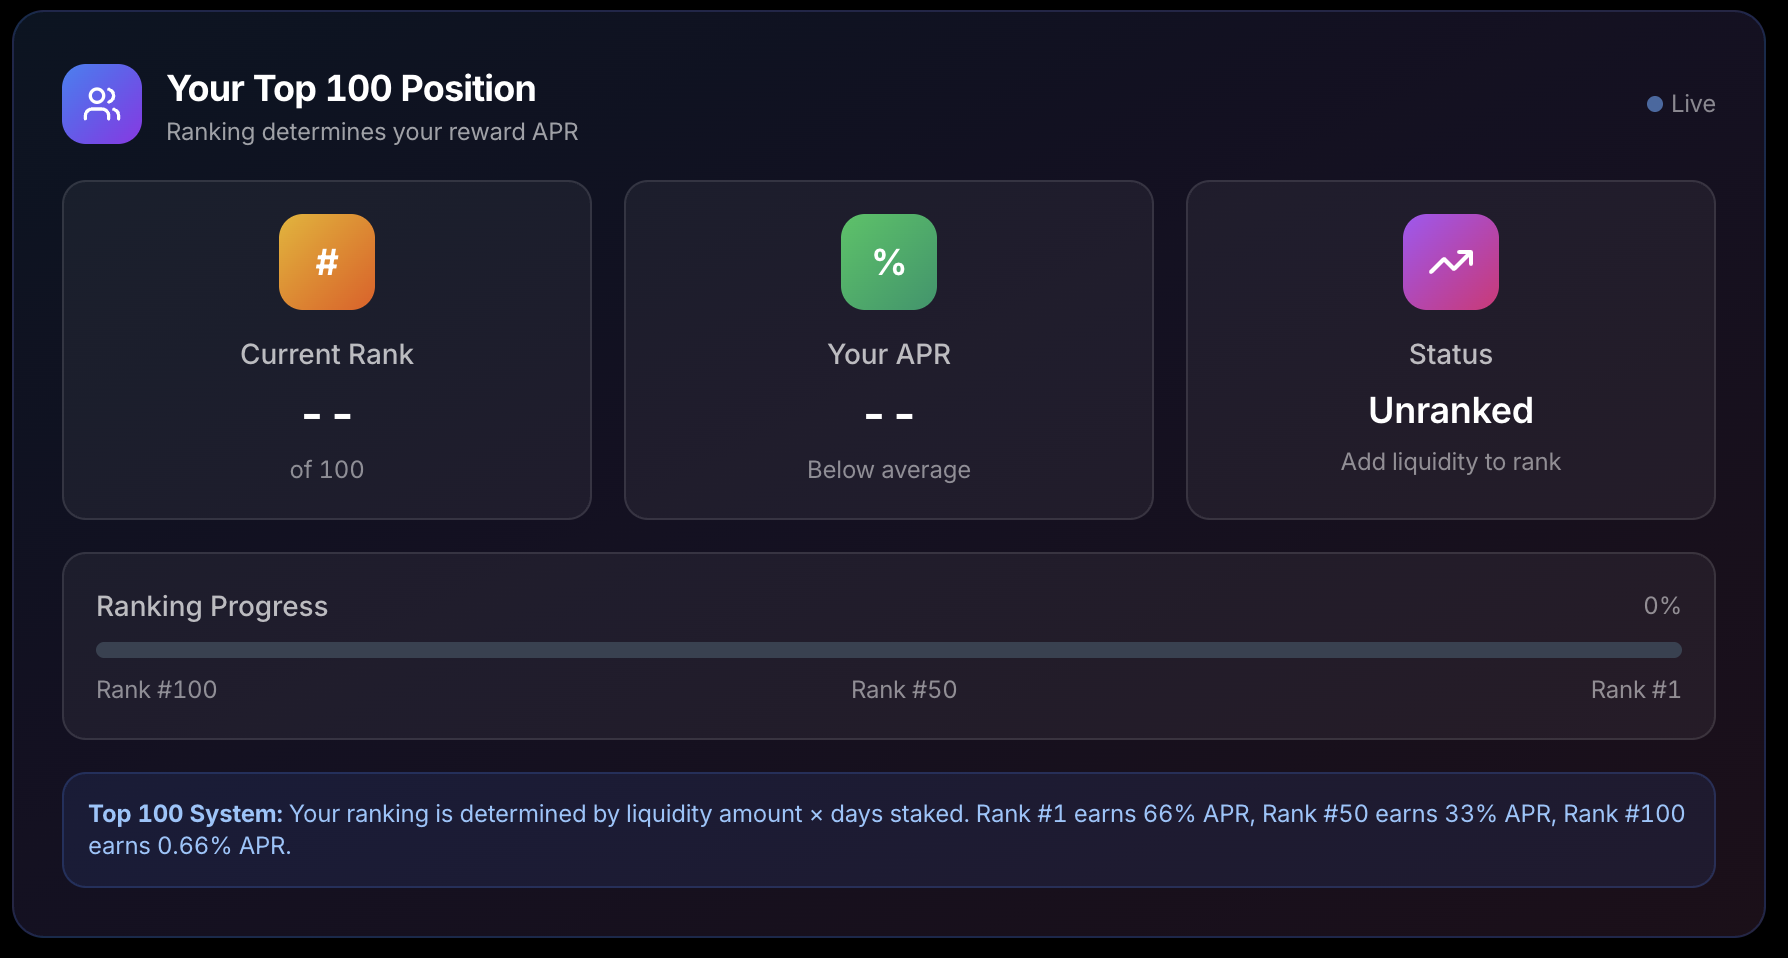 Your Top 100 Position
Ranking determines your reward APR
Live
#
Current Rank
--
of 100
%
Your APR
--
Below average
Status
Unranked
Add liquidity to rank
Ranking Progress
0%
Rank #100
Rank #50
Rank #1
Top 100 System: Your ranking is determined by liquidity amount × days staked. Rank #1 earns 66% APR, Rank #50 earns 33% APR, Rank #100
earns 0.66% APR.